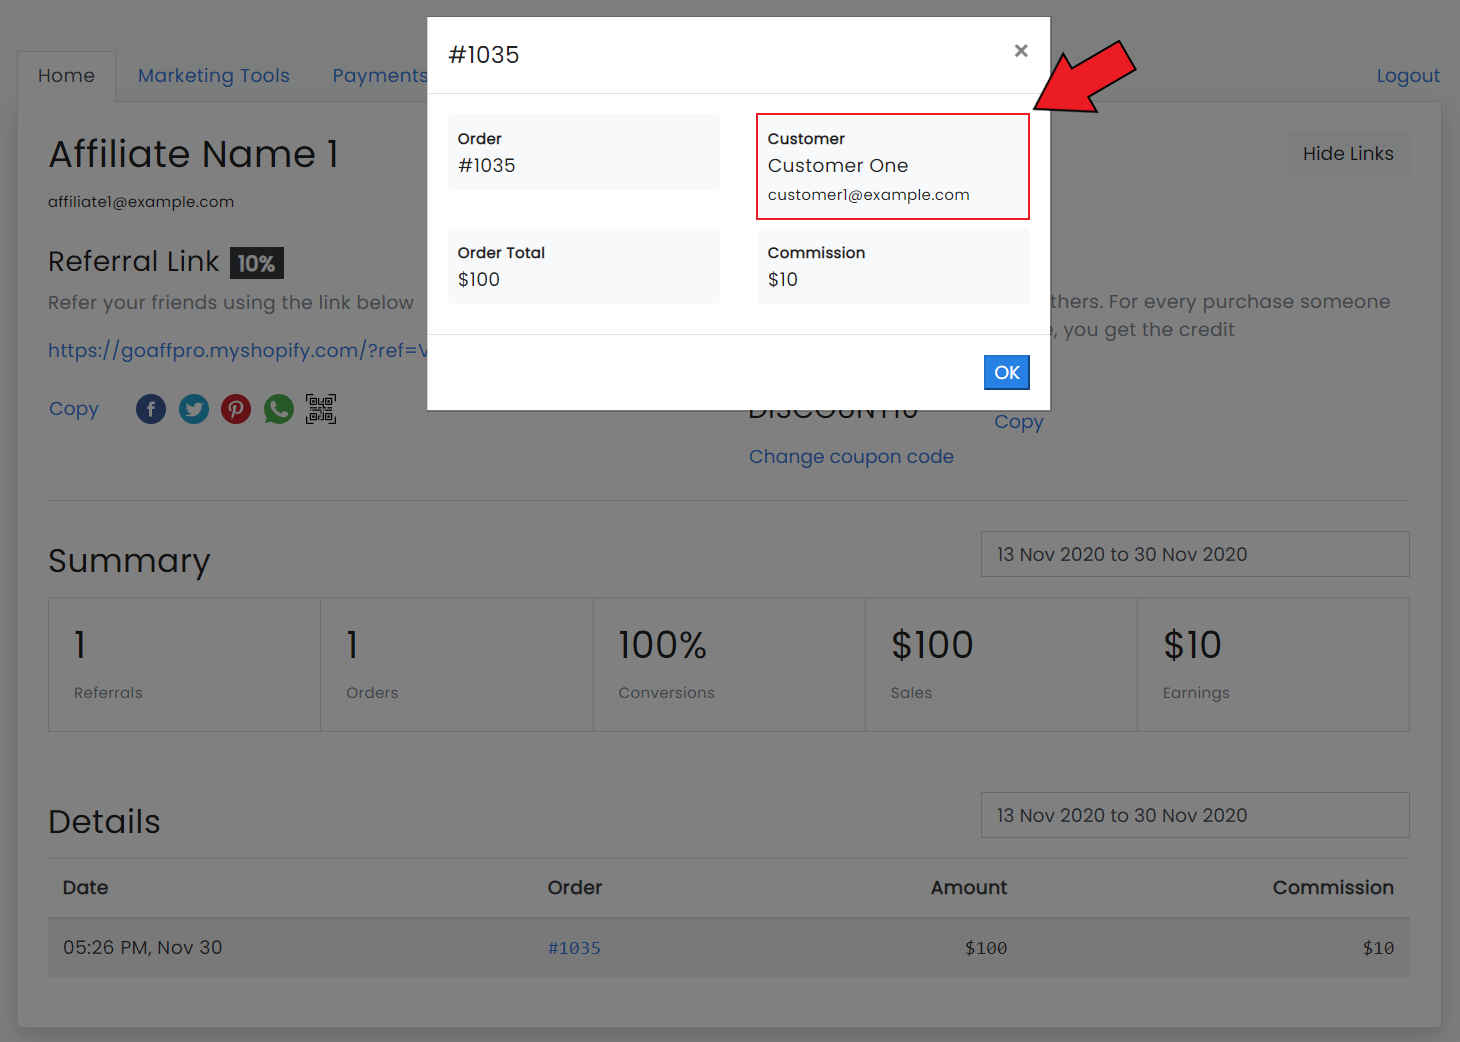 #1035
×
Home
Marketing Tools
Payments
Logout
Order
#1035
Customer
Customer One
customer1@example.com
Order Total
$100
Commission
$10
OK
Affiliate Name 1
affiliate1@example.com
Hide Links
Referral Link 10%
Refer your friends using the link below
thers. For every purchase someone
, you get the credit
https://goaffpro.myshopify.com/?ref=
Copy
DISCOUNT10
Copy
Change coupon code
Summary
13 Nov 2020 to 30 Nov 2020
1
Referrals
1
Orders
100%
Conversions
$100
Sales
$10
Earnings
Details
13 Nov 2020 to 30 Nov 2020
Date Order Amount Commission
05:26 PM, Nov 30 #1035 $100 $10